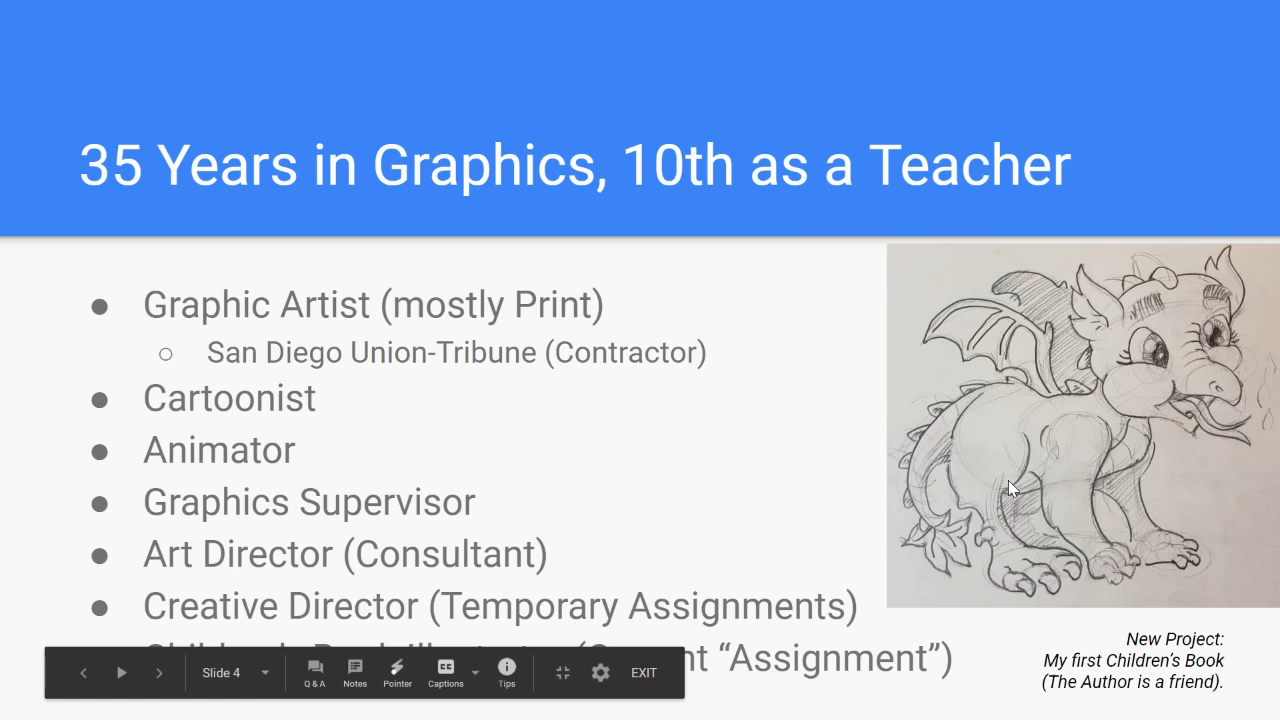 35 Years in Graphics, 10th as a Teacher
● Graphic Artist (mostly Print)
○ San Diego Union-Tribune (Contractor)
● Cartoonist
● Animator
● Graphics Supervisor
● Art Director (Consultant)
● Creative Director (Temporary Assignments)
“Assignment”)
New Project:
My first Children's Book
(The Author is a friend).
Slide 4
Q & A
Notes
Pointer
Captions
Tips
EXIT